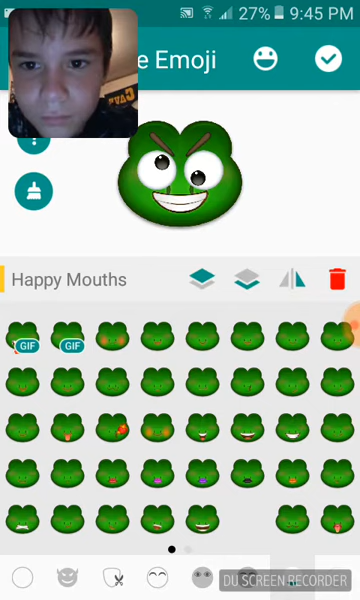 27% 9:45 PM
e Emoji
Happy Mouths
GIF GIF
DU SCREEN RECORDER